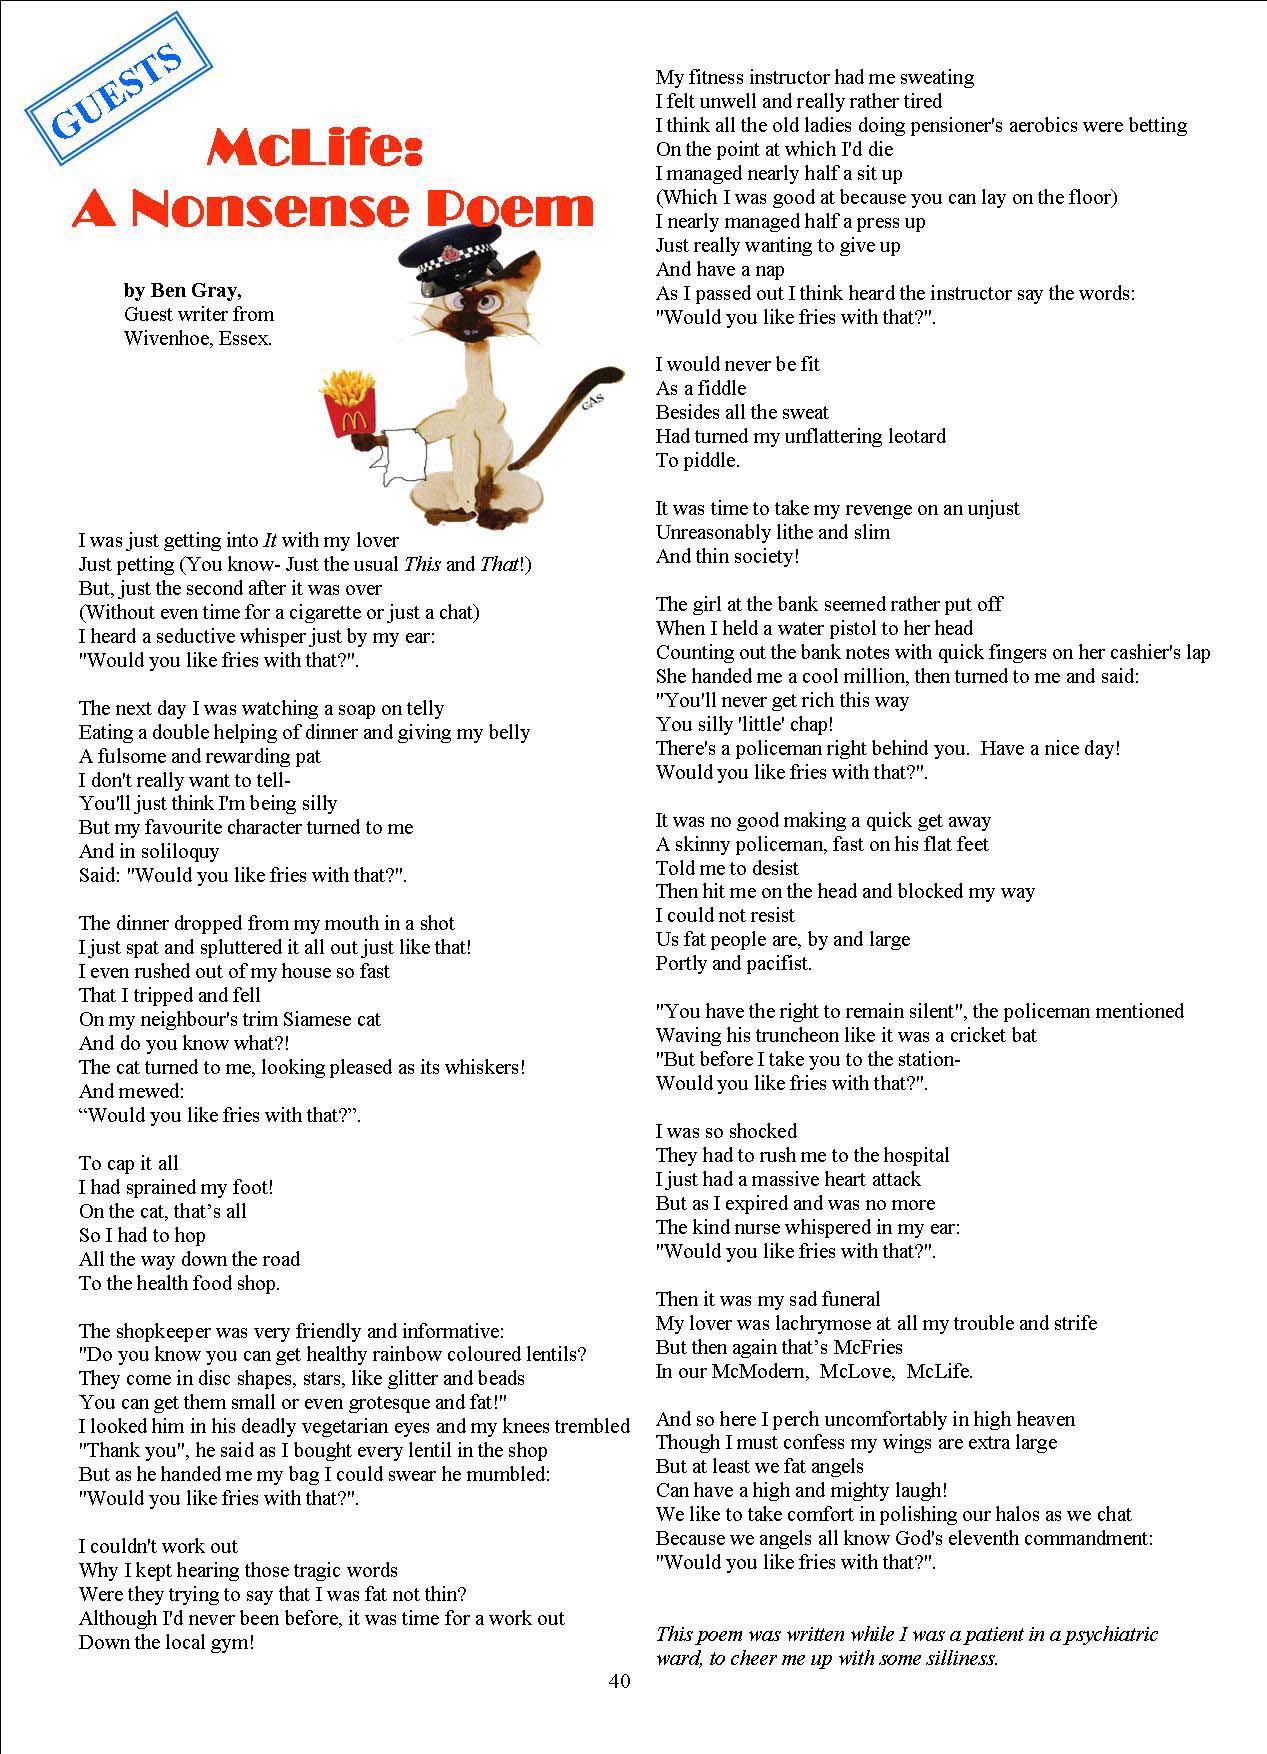 GUESTS
McLife:
A Nonsense Poem
by Ben Gray,
Guest writer from
Wivenhoe, Essex.
GAS
I was just getting into It with my lover
Just petting (You know- Just the usual This and That!)
But, just the second after it was over
(Without even time for a cigarette or just a chat)
I heard a seductive whisper just by my ear:
"Would you like fries with that?".

The next day I was watching a soap on telly
Eating a double helping of dinner and giving my belly
A fulsome and rewarding pat
I don't really want to tell-
You'll just think I'm being silly
But my favourite character turned to me
And in soliloquy
Said: "Would you like fries with that?".

The dinner dropped from my mouth in a shot
I just spat and spluttered it all out just like that!
I even rushed out of my house so fast
That I tripped and fell
On my neighbour's trim Siamese cat
And do you know what?!
The cat turned to me, looking pleased as its whiskers!
And mewed:
“Would you like fries with that?”.

To cap it all
I had sprained my foot!
On the cat, that’s all
So I had to hop
All the way down the road
To the health food shop.

The shopkeeper was very friendly and informative:
"Do you know you can get healthy rainbow coloured lentils?
They come in disc shapes, stars, like glitter and beads
You can get them small or even grotesque and fat!"
I looked him in his deadly vegetarian eyes and my knees trembled
"Thank you", he said as I bought every lentil in the shop
But as he handed me my bag I could swear he mumbled:
"Would you like fries with that?".

I couldn't work out
Why I kept hearing those tragic words
Were they trying to say that I was fat not thin?
Although I'd never been before, it was time for a work out
Down the local gym!

My fitness instructor had me sweating
I felt unwell and really rather tired
I think all the old ladies doing pensioner's aerobics were betting
On the point at which I'd die
I managed nearly half a sit up
(Which I was good at because you can lay on the floor)
I nearly managed half a press up
Just really wanting to give up
And have a nap
As I passed out I think heard the instructor say the words:
"Would you like fries with that?".

I would never be fit
As a fiddle
Besides all the sweat
Had turned my unflattering leotard
To piddle.

It was time to take my revenge on an unjust
Unreasonably lithe and slim
And thin society!

The girl at the bank seemed rather put off
When I held a water pistol to her head
Counting out the bank notes with quick fingers on her cashier's lap
She handed me a cool million, then turned to me and said:
"You'll never get rich this way
You silly 'little' chap!
There's a policeman right behind you.  Have a nice day!
Would you like fries with that?".

It was no good making a quick get away
A skinny policeman, fast on his flat feet
Told me to desist
Then hit me on the head and blocked my way
I could not resist
Us fat people are, by and large
Portly and pacifist.

"You have the right to remain silent", the policeman mentioned
Waving his truncheon like it was a cricket bat
"But before I take you to the station-
Would you like fries with that?".

I was so shocked
They had to rush me to the hospital
I just had a massive heart attack
But as I expired and was no more
The kind nurse whispered in my ear:
"Would you like fries with that?".

Then it was my sad funeral
My lover was lachrymose at all my trouble and strife
But then again that’s McFries
In our McModern,  McLove,  McLife.

And so here I perch uncomfortably in high heaven
Though I must confess my wings are extra large
But at least we fat angels
Can have a high and mighty laugh!
We like to take comfort in polishing our halos as we chat
Because we angels all know God's eleventh commandment:
"Would you like fries with that?".

This poem was written while I was a patient in a psychiatric
ward, to cheer me up with some silliness.
40